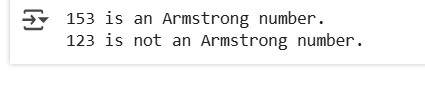 153 is an Armstrong number.
123 is not an Armstrong number.